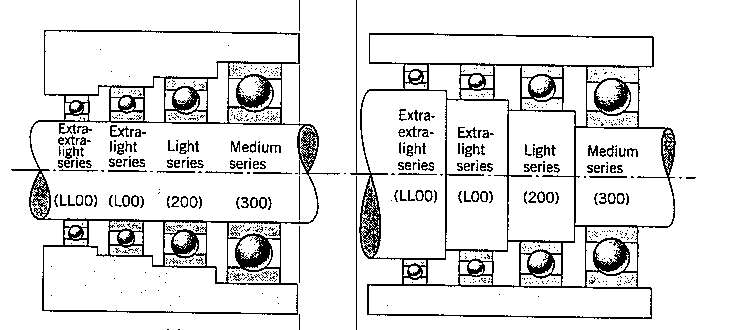 Extra-
extra-
light
series
(LL00)
Extra-
light
series
(L00)
Light
series
(200)
Medium
series
(300)
Extra-
extra-
light
series
(LL00)
Extra-
light
series
(L00)
Light
series
(200)
Medium
series
(300)